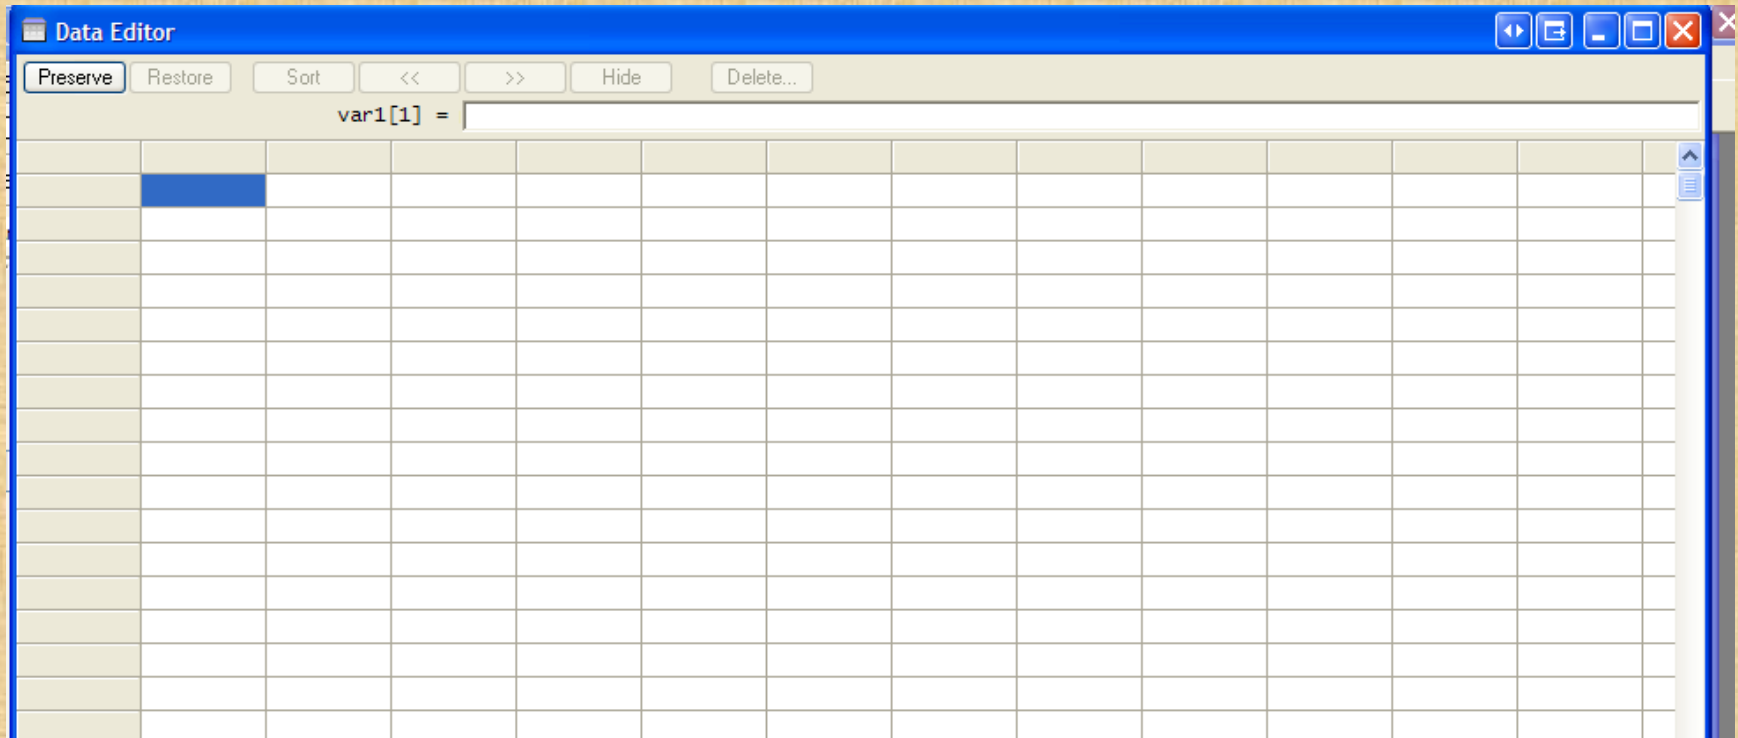 Data Editor
Preserve Restore Sort << >> Hide Delete...
var1[1] =